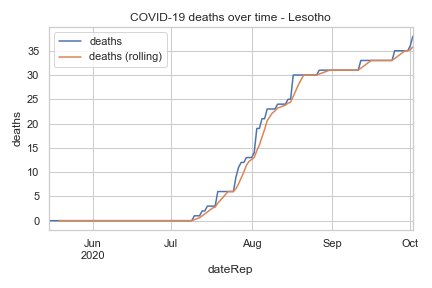 COVID-19 deaths over time - Lesotho
deaths
deaths (rolling)
deaths
35
30
25
20
15
10
5
0
Jun Jul Aug Sep Oct
2020
dateRep